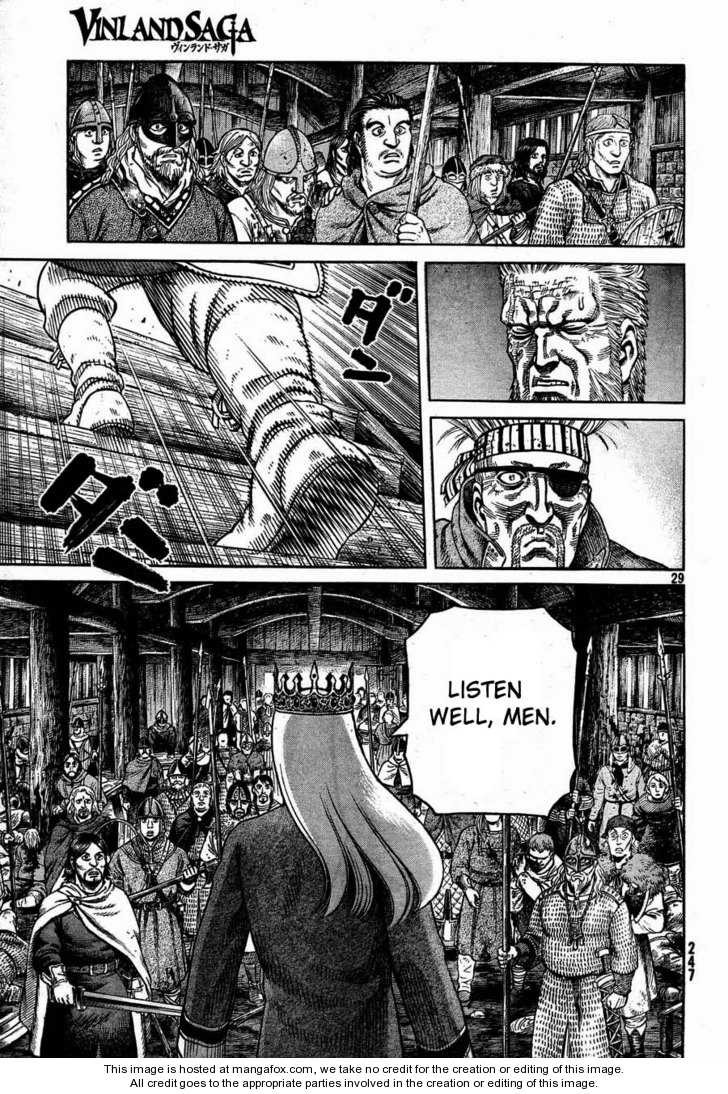 VINLAND SAGA
ヴィンランド・サガ
ダンッ
ダンッ
29
LISTEN
WELL, MEN.
247
This image is hosted at mangafox.com, we take no credit for the creation or editing of this image.
All credit goes to the appropriate parties involved in the creation or editing of this image.